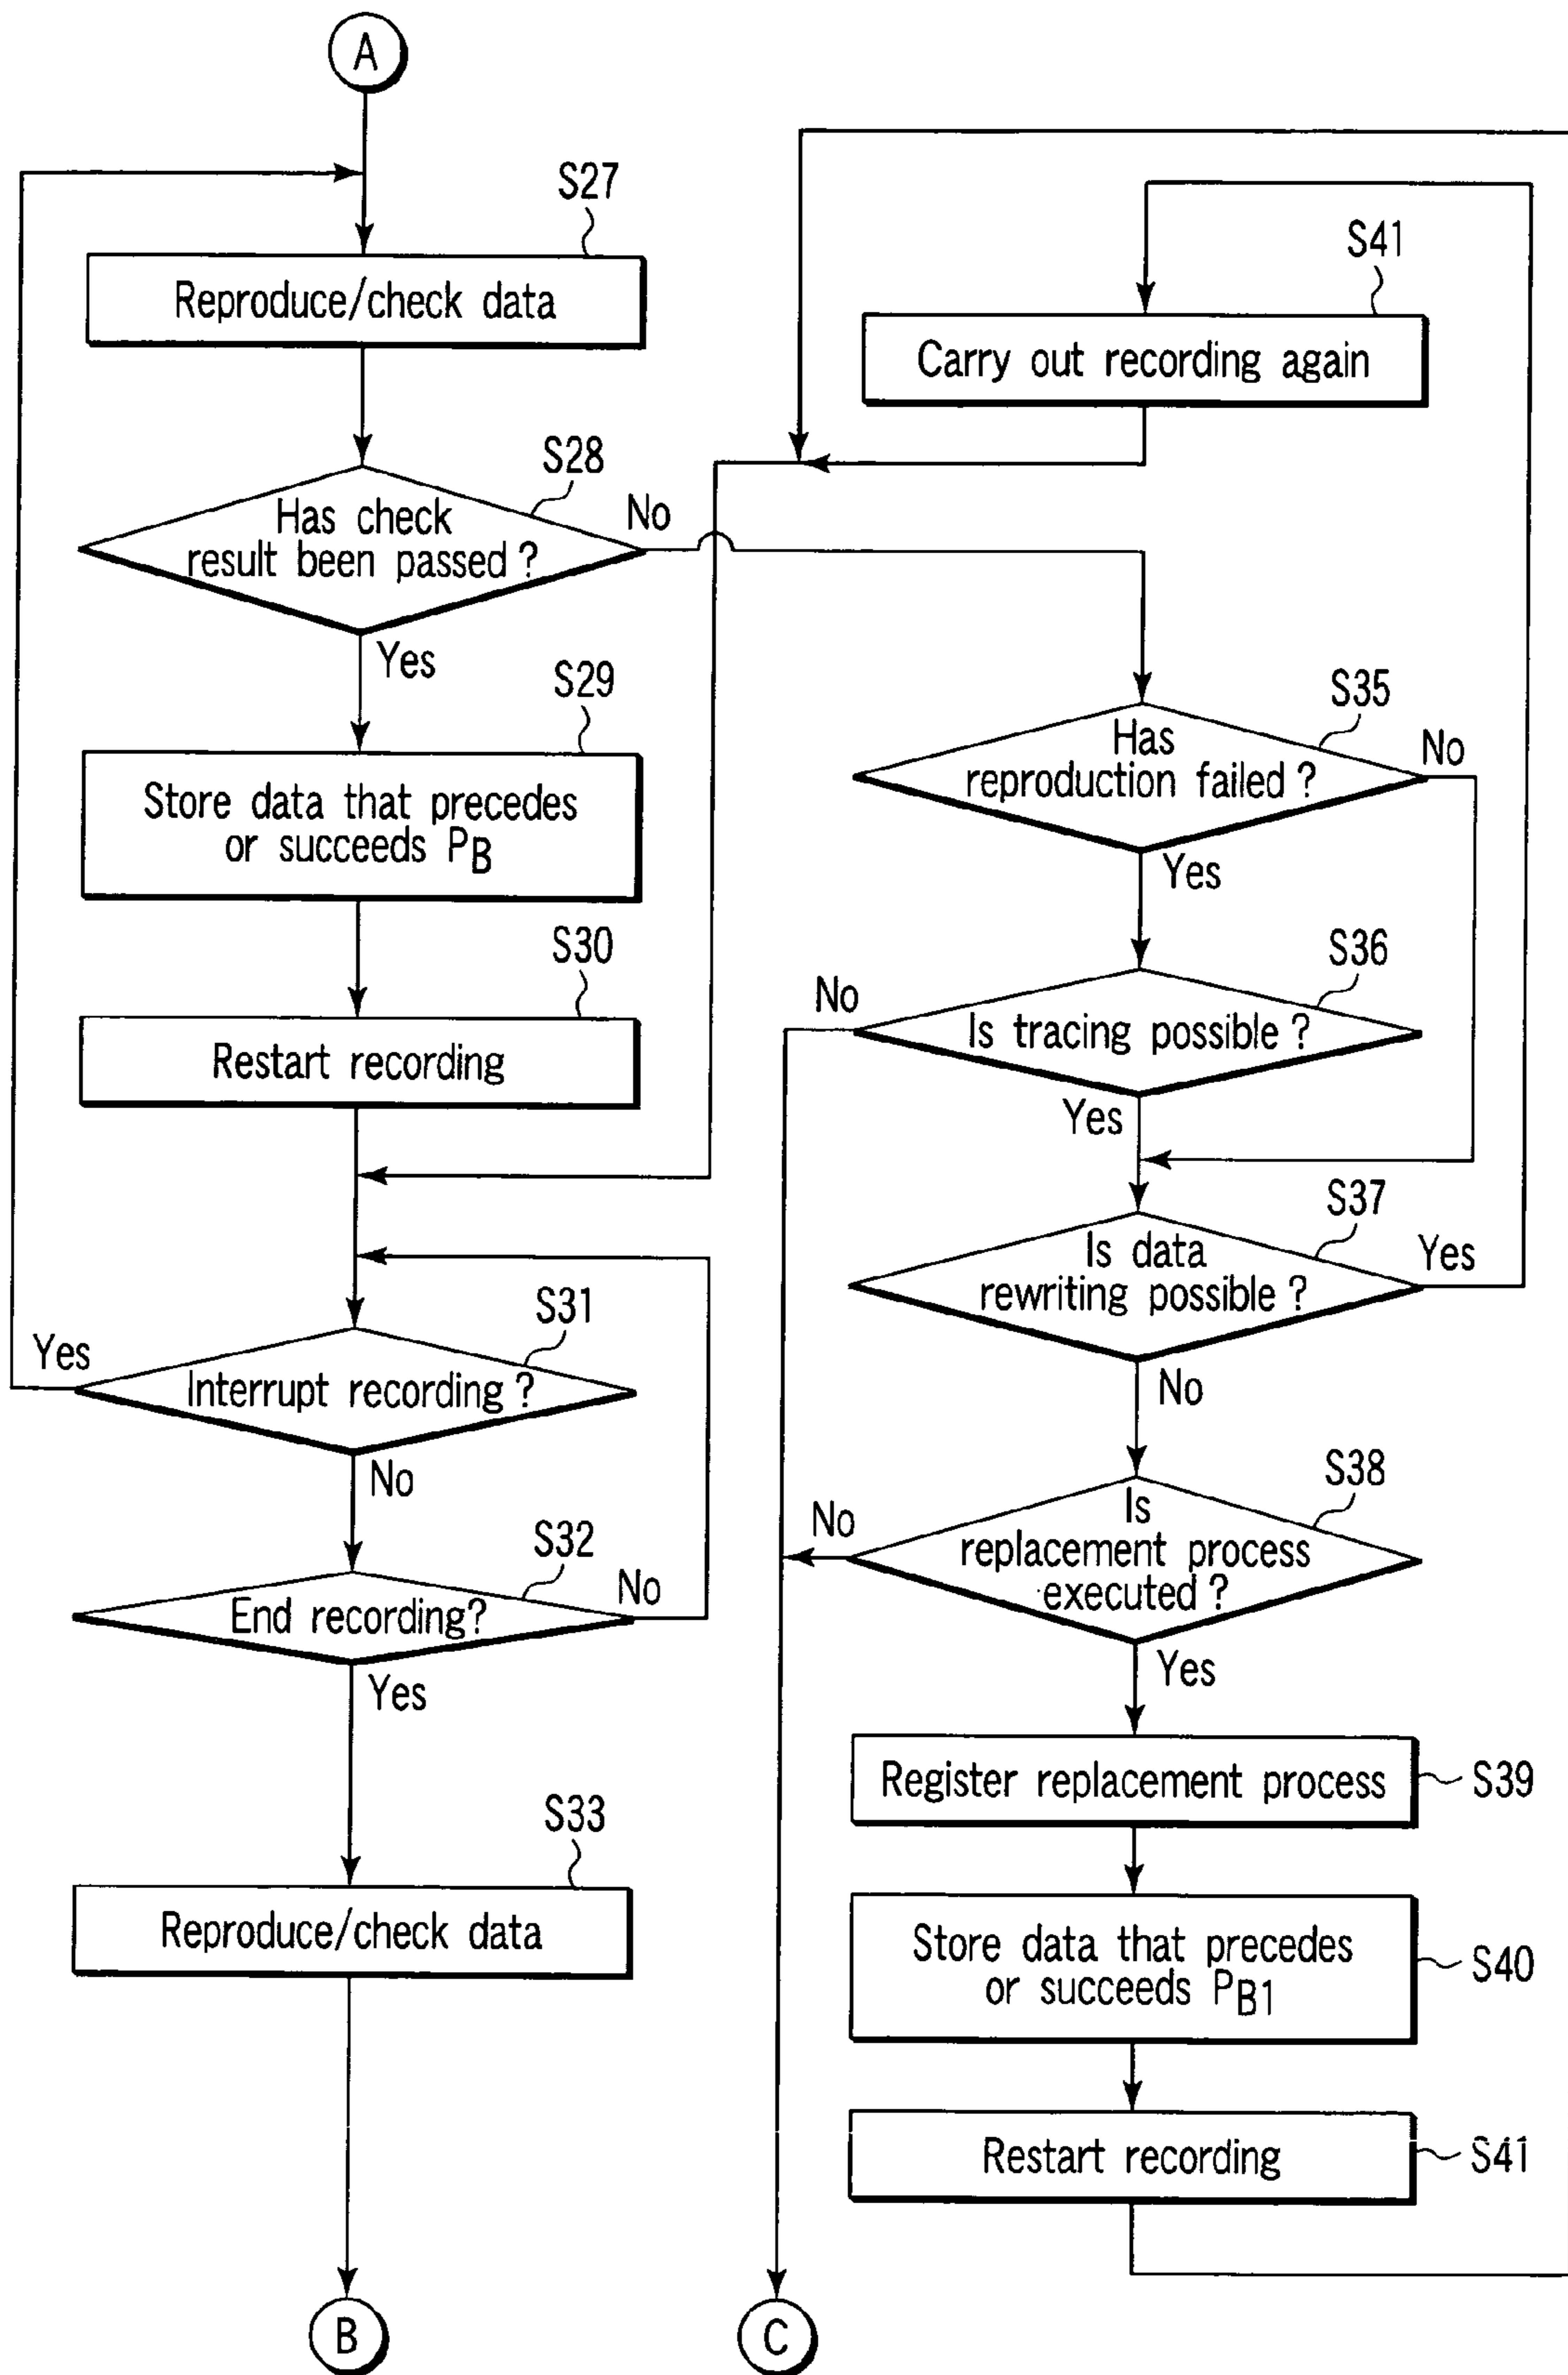 A
S27
Reproduce/check data
S28
Has check
result been passed ?
No
Yes
S29
Store data that precedes
or succeeds PB
S30
Restart recording
S31
Interrupt recording ?
Yes
No
S32
End recording?
No
Yes
S33
Reproduce/check data
B
S41
Carry out recording again
S35
Has
reproduction failed ?
No
Yes
S36
Is tracing possible ?
No
Yes
S37
Is data
rewriting possible ?
Yes
No
S38
Is
replacement process
executed ?
No
Yes
Register replacement process
S39
Store data that precedes
or succeeds PB1
S40
Restart recording
S41
C